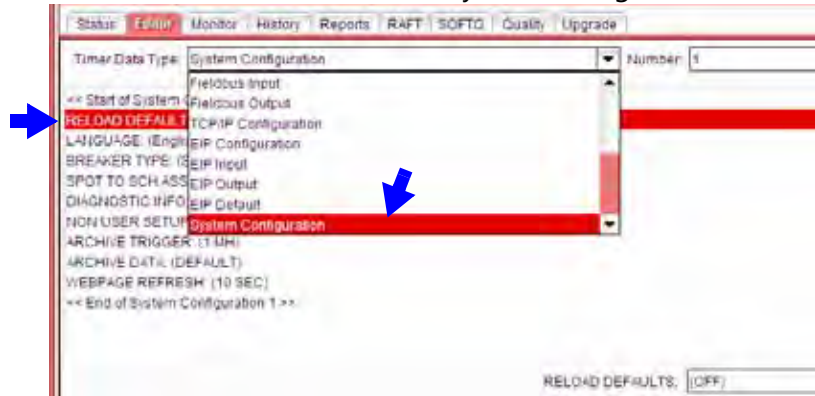 Status Editor Monitor History Reports RAFT SOFTG Quality Upgrade
Timer Data Type: System Configuration Number: 1
Fieldbus Input
<< Start of System C
Fieldbus Output
RELOAD DEFAULT
TCP/IP Configuration
LANGUAGE: (Engli
EIP Configuration
BREAKER TYPE: (S
EIP Input
SPOT TO SCH ASS
EIP Output
DIAGNOSTIC INFO
EIP Default
NON USER SETUP
System Configuration
ARCHIVE TRIGGER: (1 MH)
ARCHIVE DATA: (DEFAULT)
WEBPAGE REFRESH: (10 SEC)
<< End of System Configuration 1 >>
RELOAD DEFAULTS: (OFF)